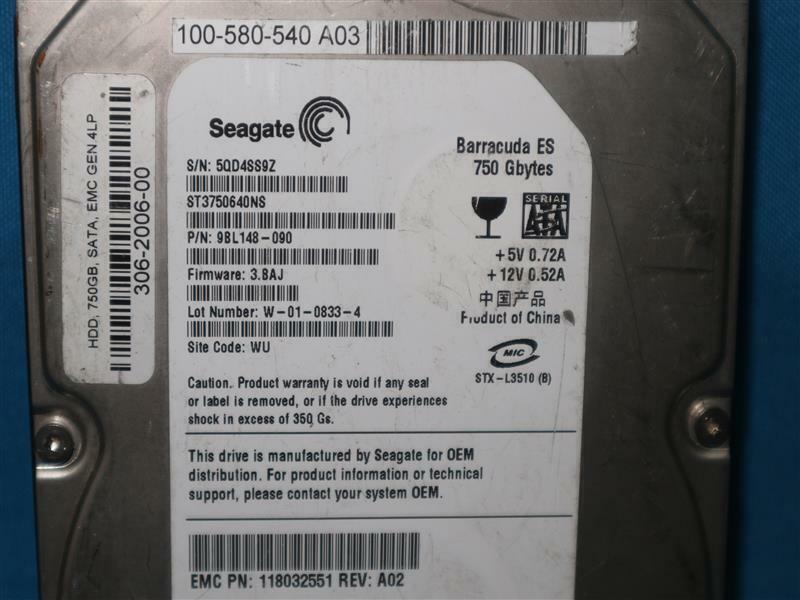 100-580-540 A03
HDD, 750GB, SATA, EMC GEN 4LP
306-2006-00
Seagate
S/N: 5QD4SS9Z
ST3750640NS
P/N: 9BL148-090
Firmware: 3.BAJ
Lot Number: W-01-0833-4
Site Code: WU
Barracuda ES
750 Gbytes
SERIAL
ATA
+5V 0.72A
+12V 0.52A
中国产品
Product of China
MIC
STX-L3510 (B)
Caution. Product warranty is void if any seal
or label is removed, or if the drive experiences
shock in excess of 350 Gs.
This drive is manufactured by Seagate for OEM
distribution. For product information or technical
support, please contact your system OEM.
EMC PN: 118032551 REV: A02